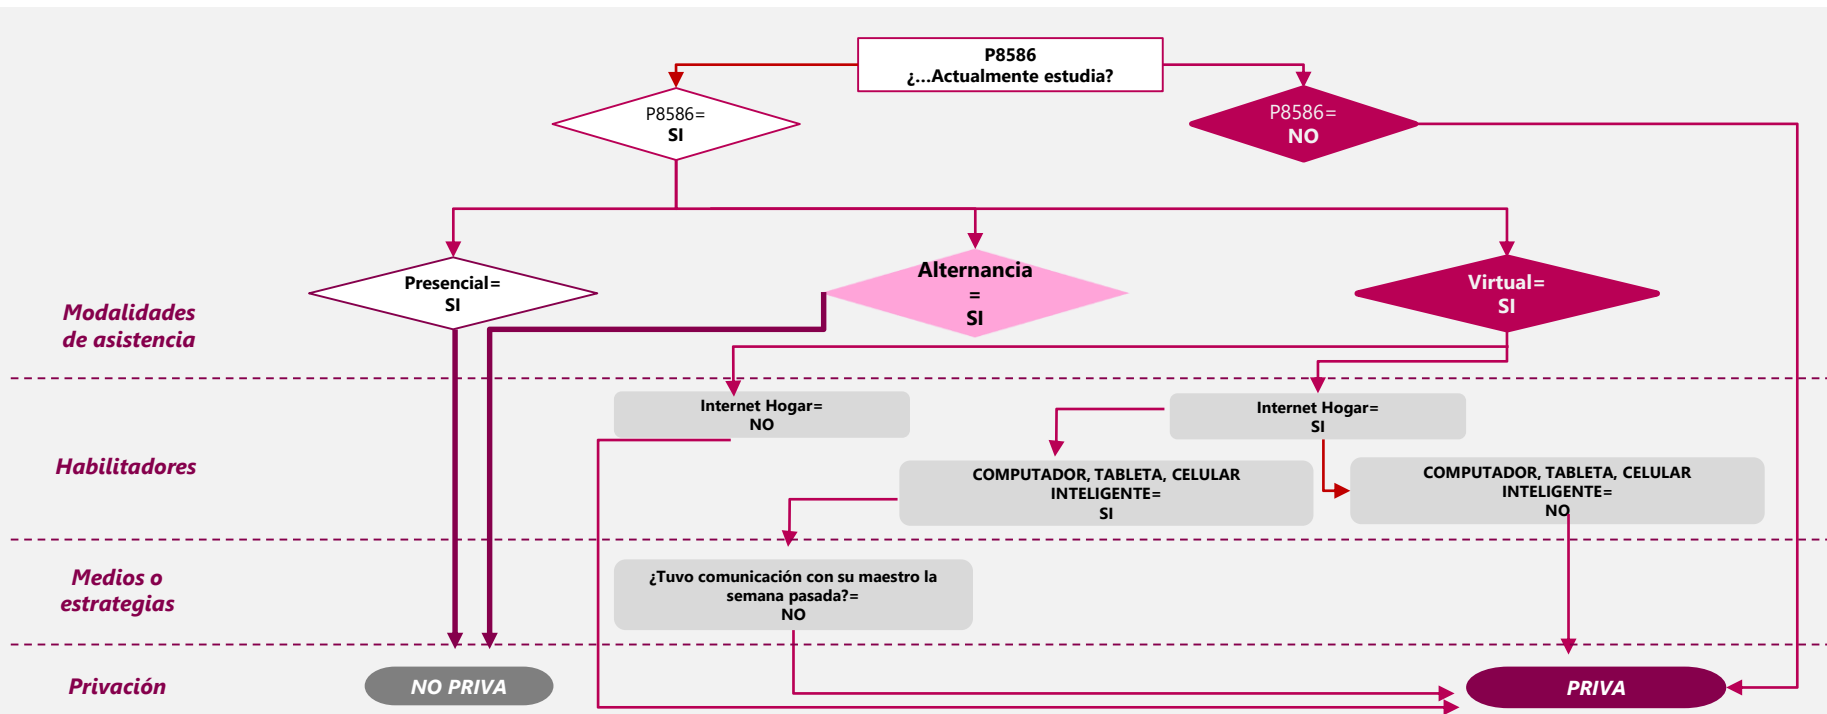 P8586
¿...Actualmente estudia?
P8586=
SI
P8586=
NO
Presencial=
SI
Alternancia
=
SI
Virtual=
SI
Modalidades
de asistencia
Internet Hogar=
NO
Internet Hogar=
SI
Habilitadores
COMPUTADOR, TABLETA, CELULAR
INTELIGENTE=
SI
COMPUTADOR, TABLETA, CELULAR
INTELIGENTE=
NO
Medios o
estrategias
¿Tuvo comunicación con su maestro la
semana pasada?=
NO
Privación
NO PRIVA
PRIVA